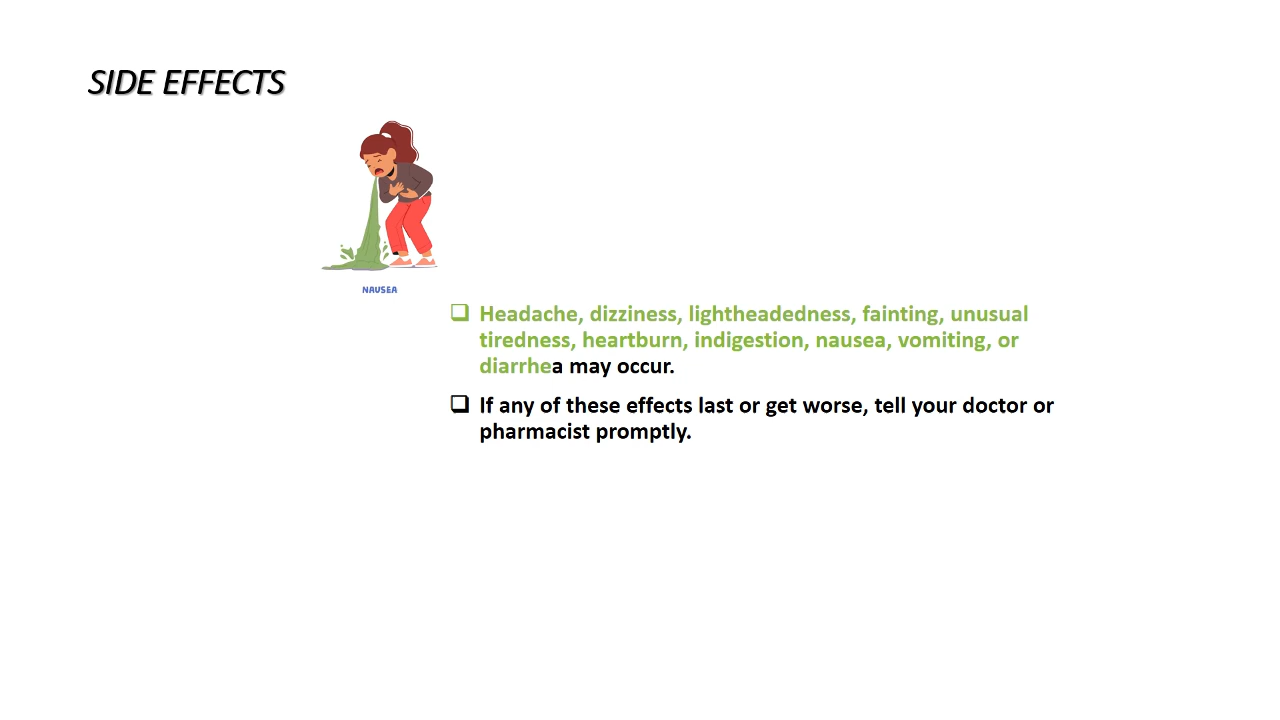 SIDE EFFECTS
NAUSEA
Headache, dizziness, lightheadedness, fainting, unusual
tiredness, heartburn, indigestion, nausea, vomiting, or
diarrhea may occur.
If any of these effects last or get worse, tell your doctor or
pharmacist promptly.